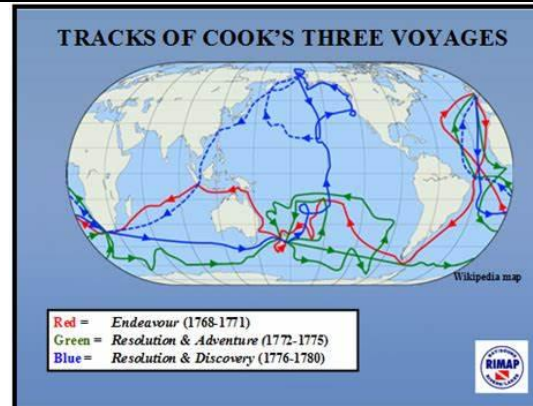 TRACKS OF COOK'S THREE VOYAGES
Wikipedia map
Red = Endeavour (1768-1771)
Green = Resolution & Adventure (1772-1775)
Blue = Resolution & Discovery (1776-1780)
RIMAP